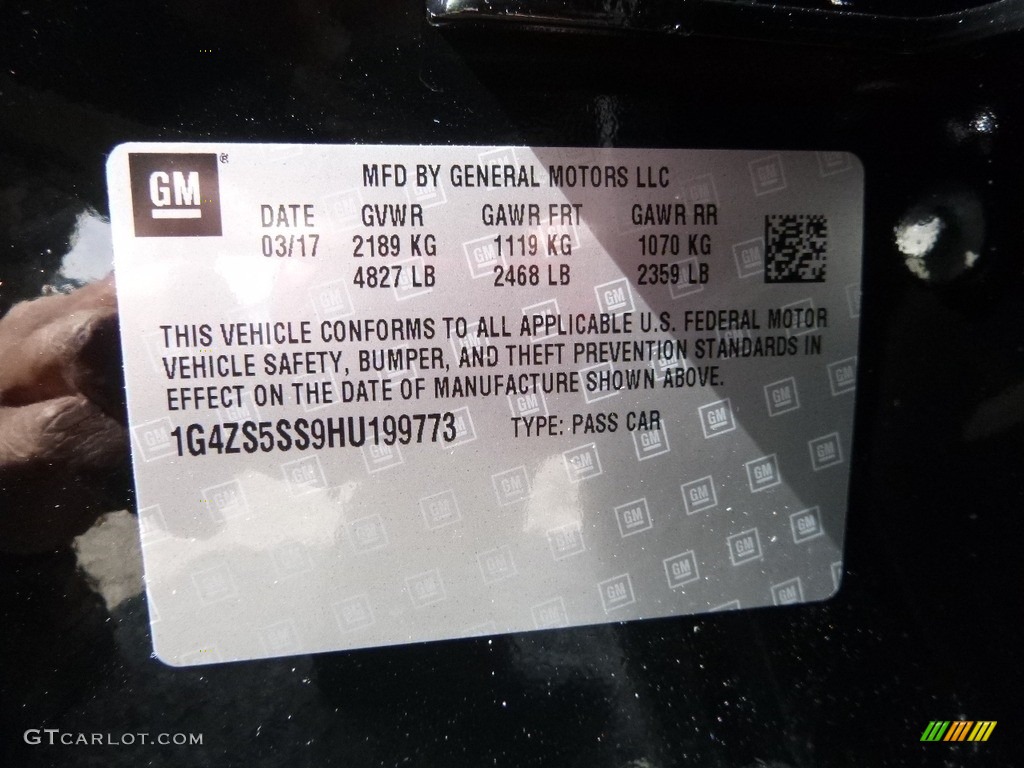 GM®
MFD BY GENERAL MOTORS LLC
DATE GVWR GAWR FRT GAWR RR
03/17 2189 KG 1119 KG 1070 KG
4827 LB 2468 LB 2359 LB
THIS VEHICLE CONFORMS TO ALL APPLICABLE U.S. FEDERAL MOTOR
VEHICLE SAFETY, BUMPER, AND THEFT PREVENTION STANDARDS IN
EFFECT ON THE DATE OF MANUFACTURE SHOWN ABOVE.
1G4ZS5SS9HU199773 TYPE: PASS CAR
GTCARLOT.COM